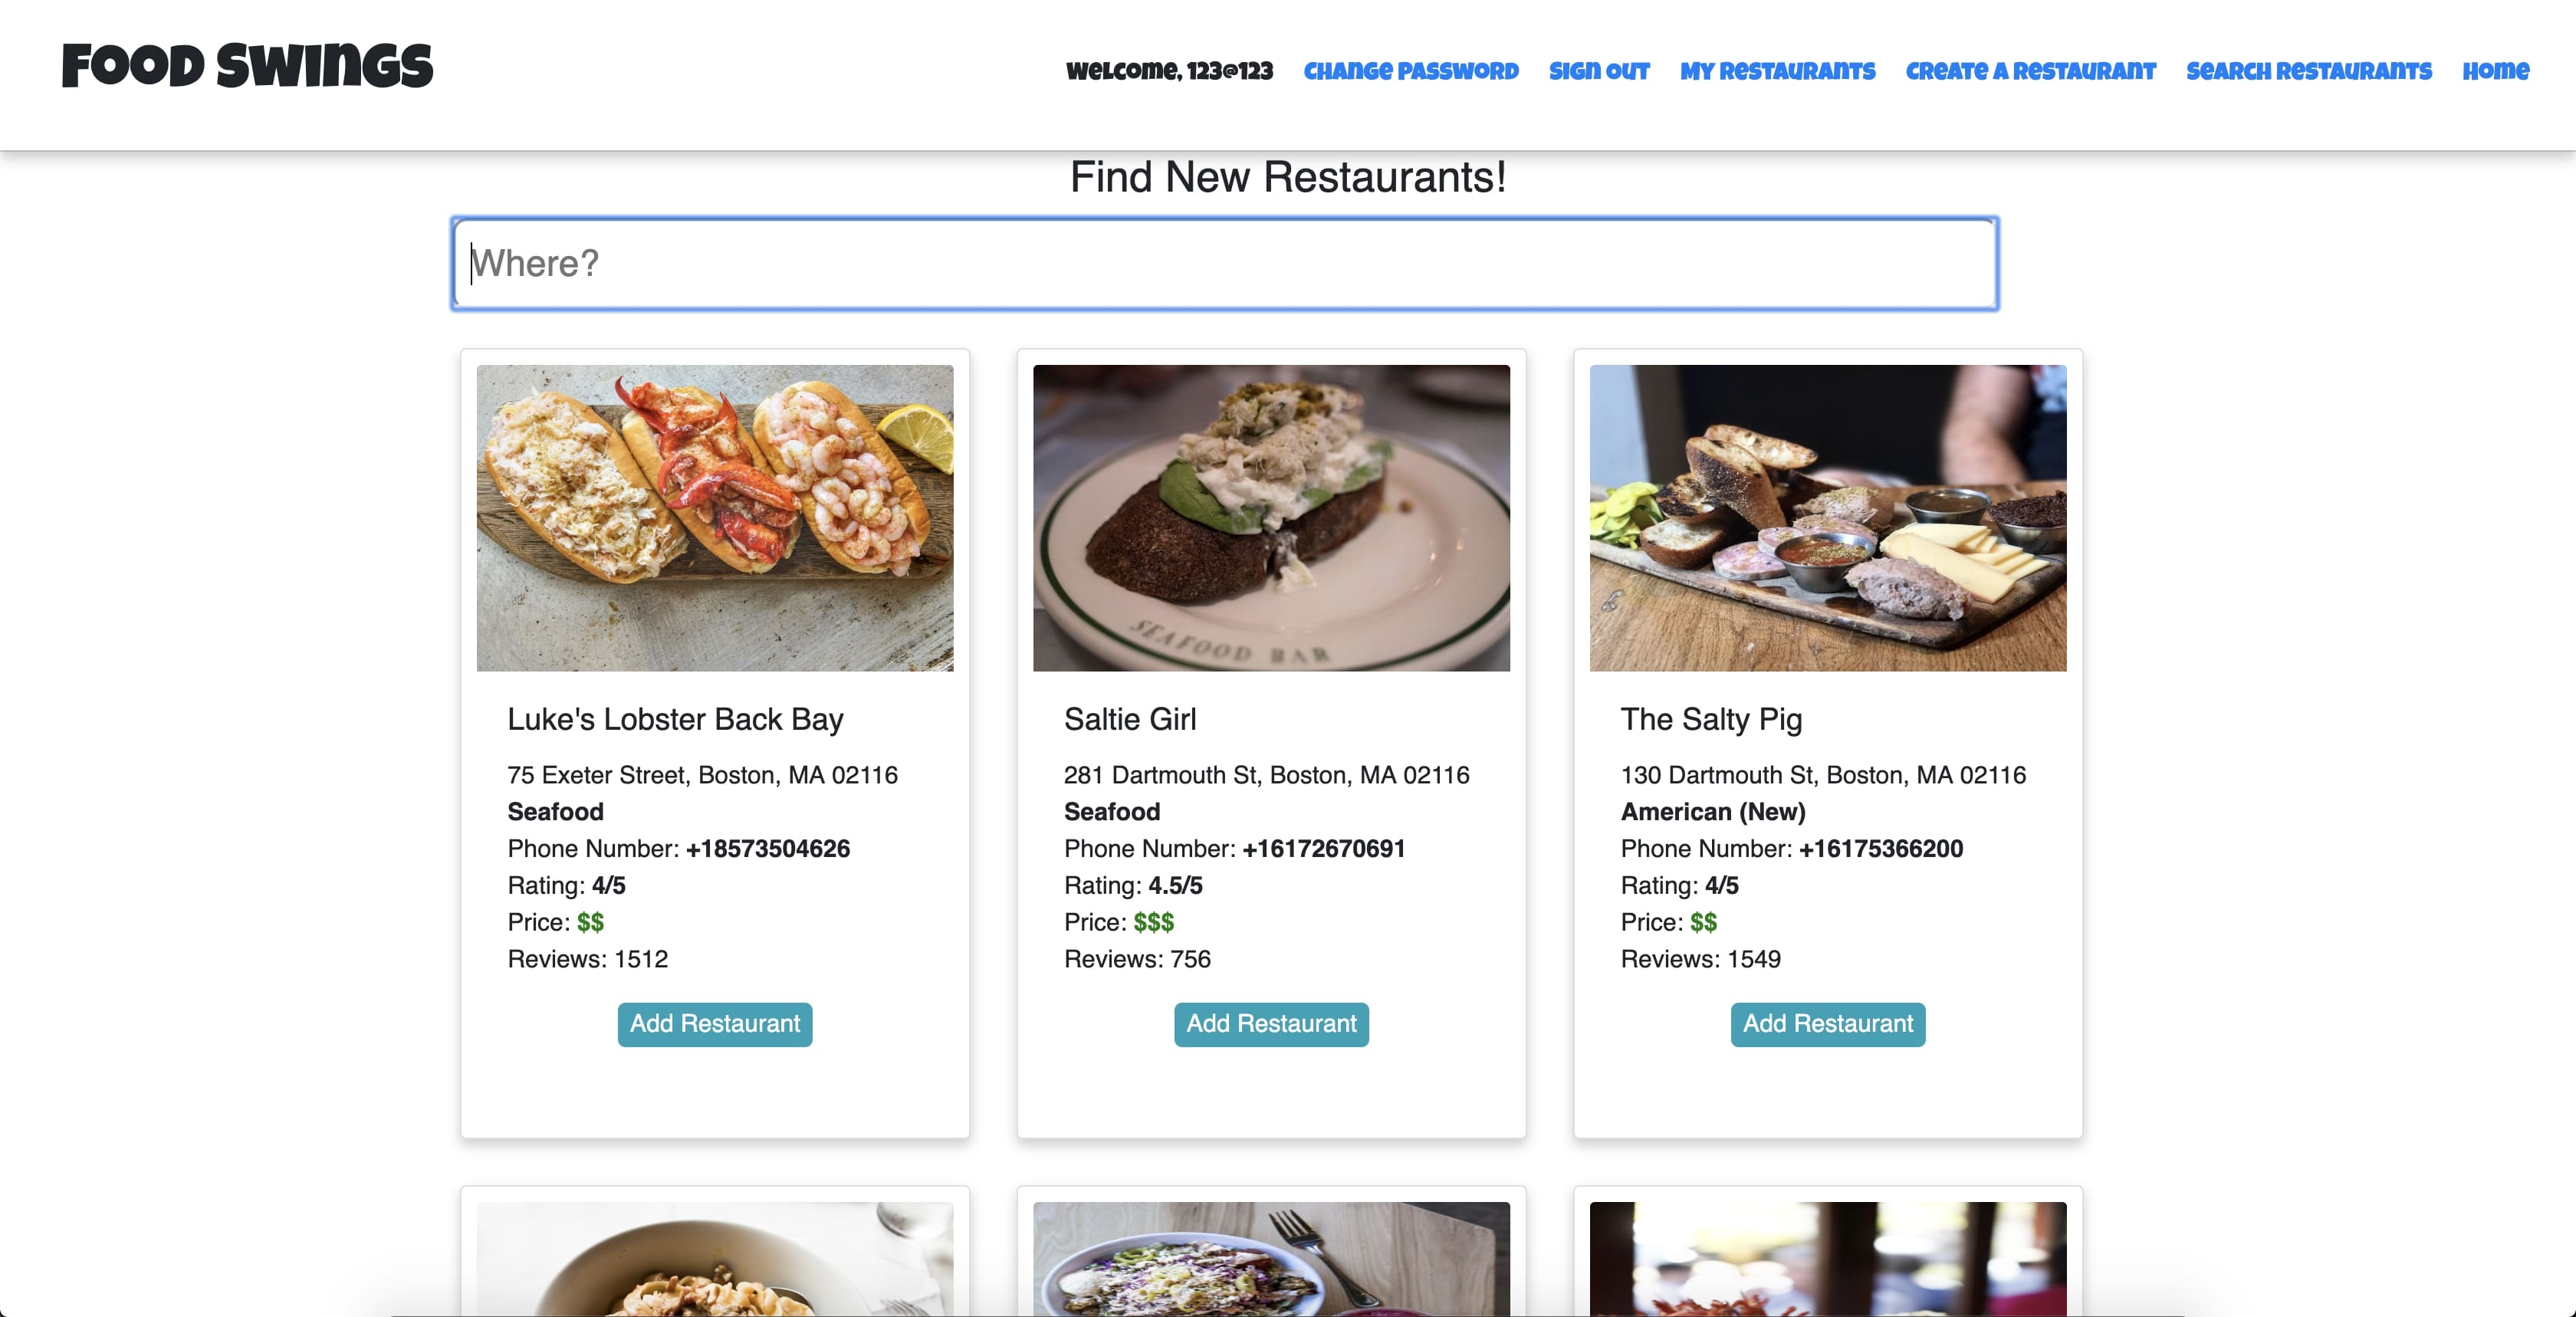 Food Swings
Welcome, 123@123 Change Password Sign Out My Restaurants Create A Restaurant Search Restaurants Home
Find New Restaurants!
Where?
SEAFOOD BAR
Luke's Lobster Back Bay
75 Exeter Street, Boston, MA 02116
Seafood
Phone Number: +18573504626
Rating: 4/5
Price: $$
Reviews: 1512
Add Restaurant
Saltie Girl
281 Dartmouth St, Boston, MA 02116
Seafood
Phone Number: +16172670691
Rating: 4.5/5
Price: $$$
Reviews: 756
Add Restaurant
The Salty Pig
130 Dartmouth St, Boston, MA 02116
American (New)
Phone Number: +16175366200
Rating: 4/5
Price: $$
Reviews: 1549
Add Restaurant